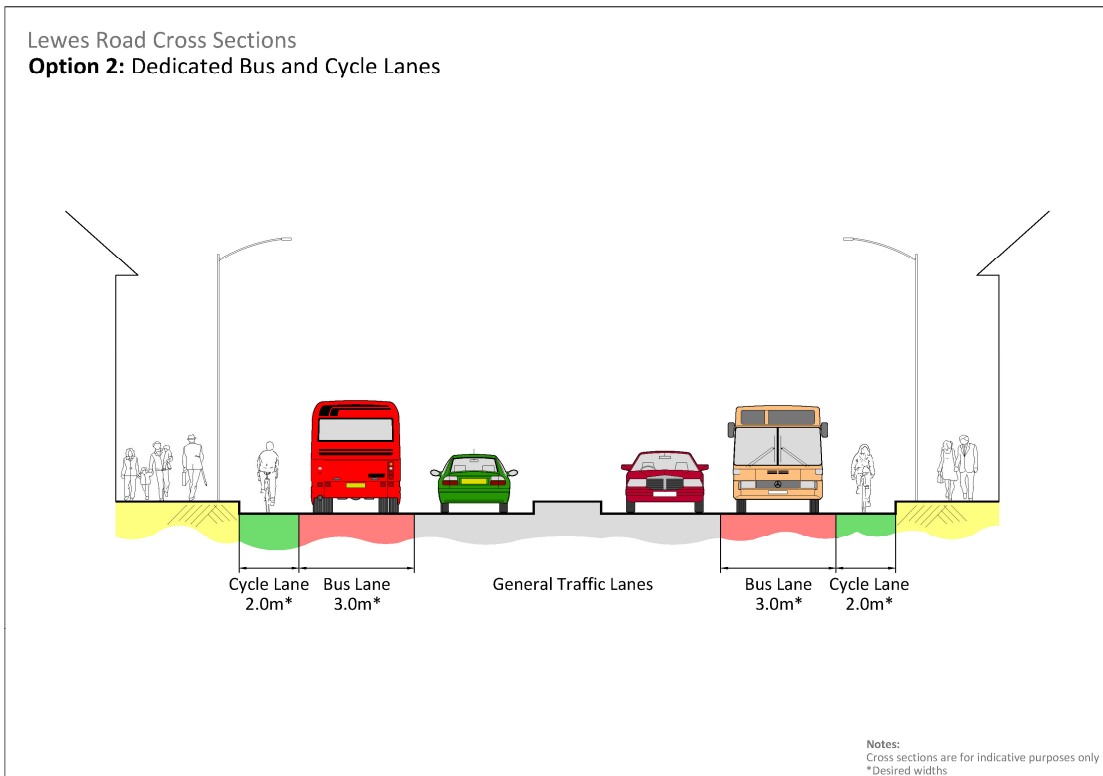 Lewes Road Cross Sections
Option 2: Dedicated Bus and Cycle Lanes
Cycle Lane
2.0m*
Bus Lane
3.0m*
General Traffic Lanes
Bus Lane
3.0m*
Cycle Lane
2.0m*
Notes:
Cross sections are for indicative purposes only
*Desired widths